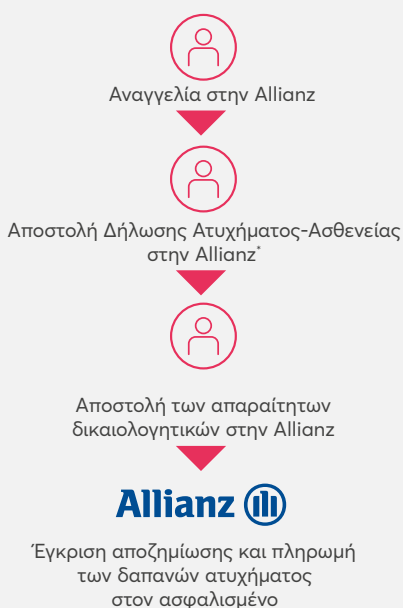 Αναγγελία στην Allianz
Αποστολή Δήλωσης Ατυχήματος-Ασθενείας
στην Allianz*
Αποστολή των απαραίτητων
δικαιολογητικών στην Allianz
Allianz
Έγκριση αποζημίωσης και πληρωμή
των δαπανών ατυχήματος
στον ασφαλισμένο